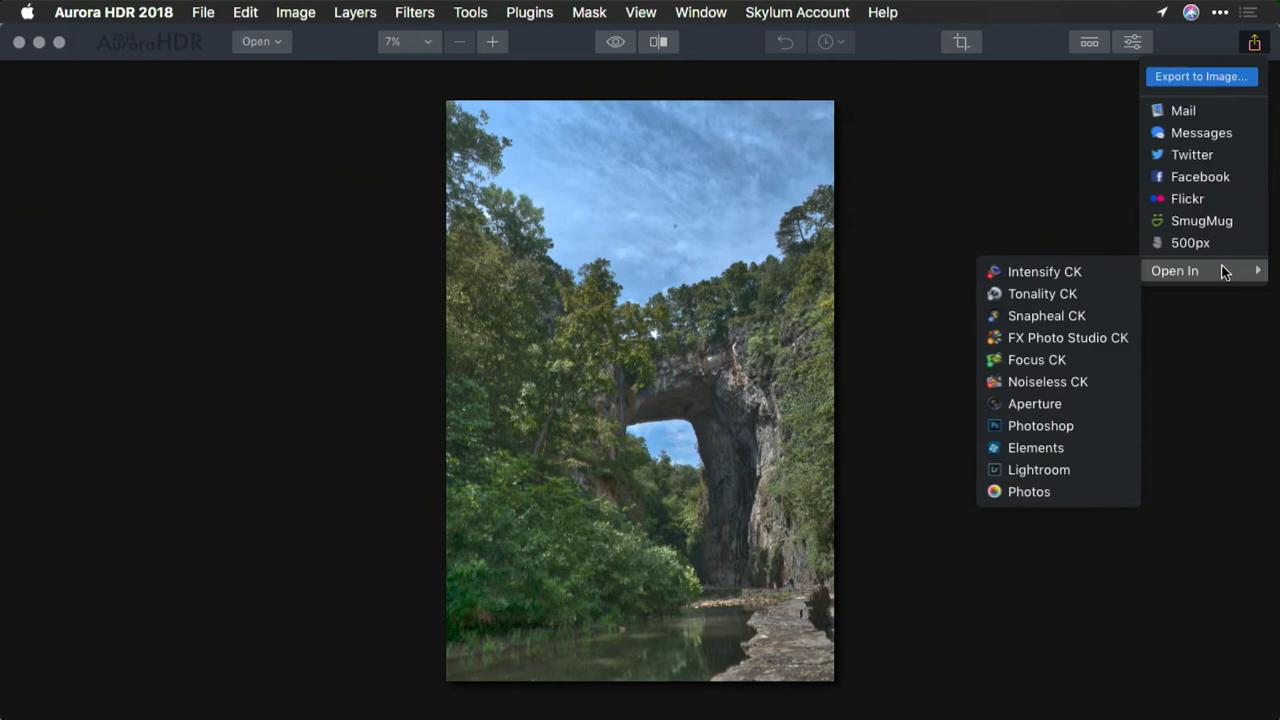 Aurora HDR 2018 File Edit Image Layers Filters Tools Plugins Mask View Window Skylum Account Help
2018
AuroraHDR
Open
7%
Export to Image...
Mail
Messages
Twitter
Facebook
Flickr
SmugMug
500px
Open In
Intensify CK
Tonality CK
Snapheal CK
FX Photo Studio CK
Focus CK
Noiseless CK
Aperture
Photoshop
Elements
Lightroom
Photos